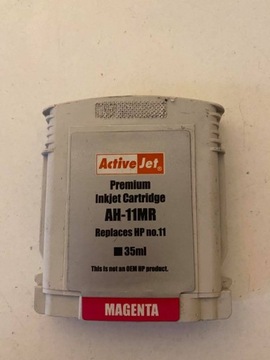 ActiveJet®
Premium
Inkjet Cartridge
AH-11MR
Replaces HP no.11
35ml
This is not an OEM HP product.
MAGENTA